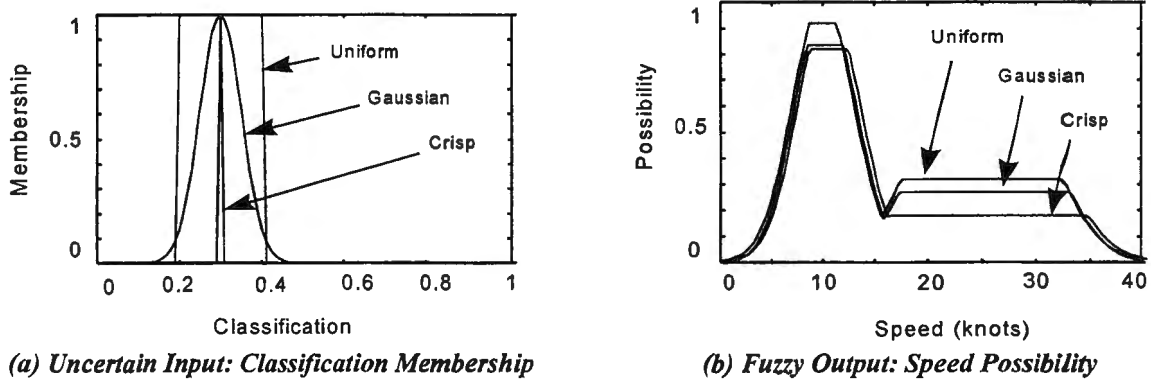 1
Uniform
Gaussian
0.5
Crisp
0
Membership
0 0.2 0.4 0.6 0.8 1
Classification
(a) Uncertain Input: Classification Membership
1
Uniform
Gaussian
0.5
Crisp
0
Possibility
0 10 20 30 40
Speed (knots)
(b) Fuzzy Output: Speed Possibility